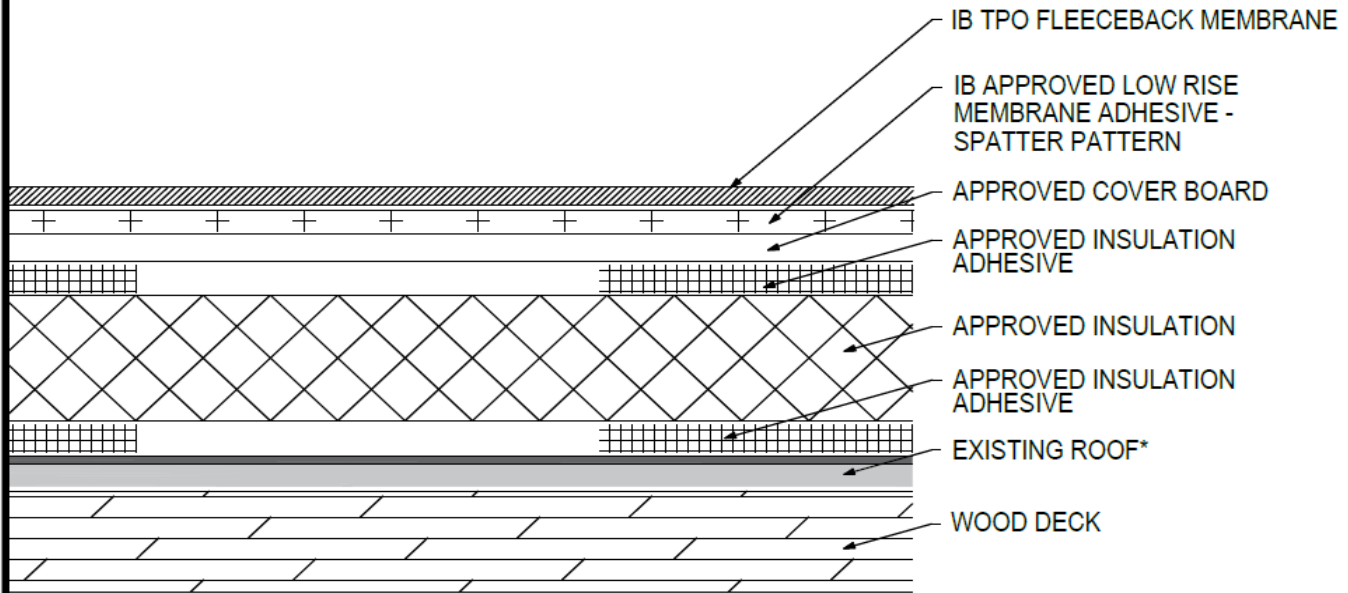 IB TPO FLEECEBACK MEMBRANE
IB APPROVED LOW RISE
MEMBRANE ADHESIVE -
SPATTER PATTERN
APPROVED COVER BOARD
APPROVED INSULATION
ADHESIVE
APPROVED INSULATION
APPROVED INSULATION
ADHESIVE
EXISTING ROOF*
WOOD DECK